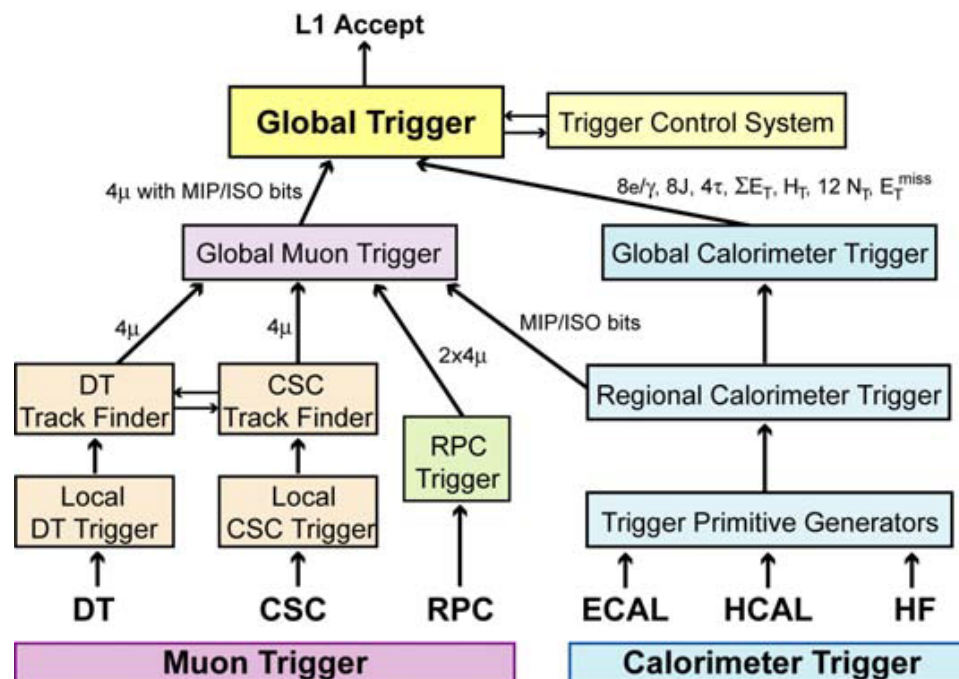 L1 Accept
Global Trigger
Trigger Control System
4μ with MIP/ISO bits
8e/γ, 8J, 4τ, ΣE_T, H_T, 12 N_T, E_T^miss
Global Muon Trigger
Global Calorimeter Trigger
4μ
4μ
2x4μ
MIP/ISO bits
DT
Track Finder
CSC
Track Finder
Regional Calorimeter Trigger
RPC
Trigger
Local
DT Trigger
Local
CSC Trigger
Trigger Primitive Generators
DT
CSC
RPC
ECAL
HCAL
HF
Muon Trigger
Calorimeter Trigger